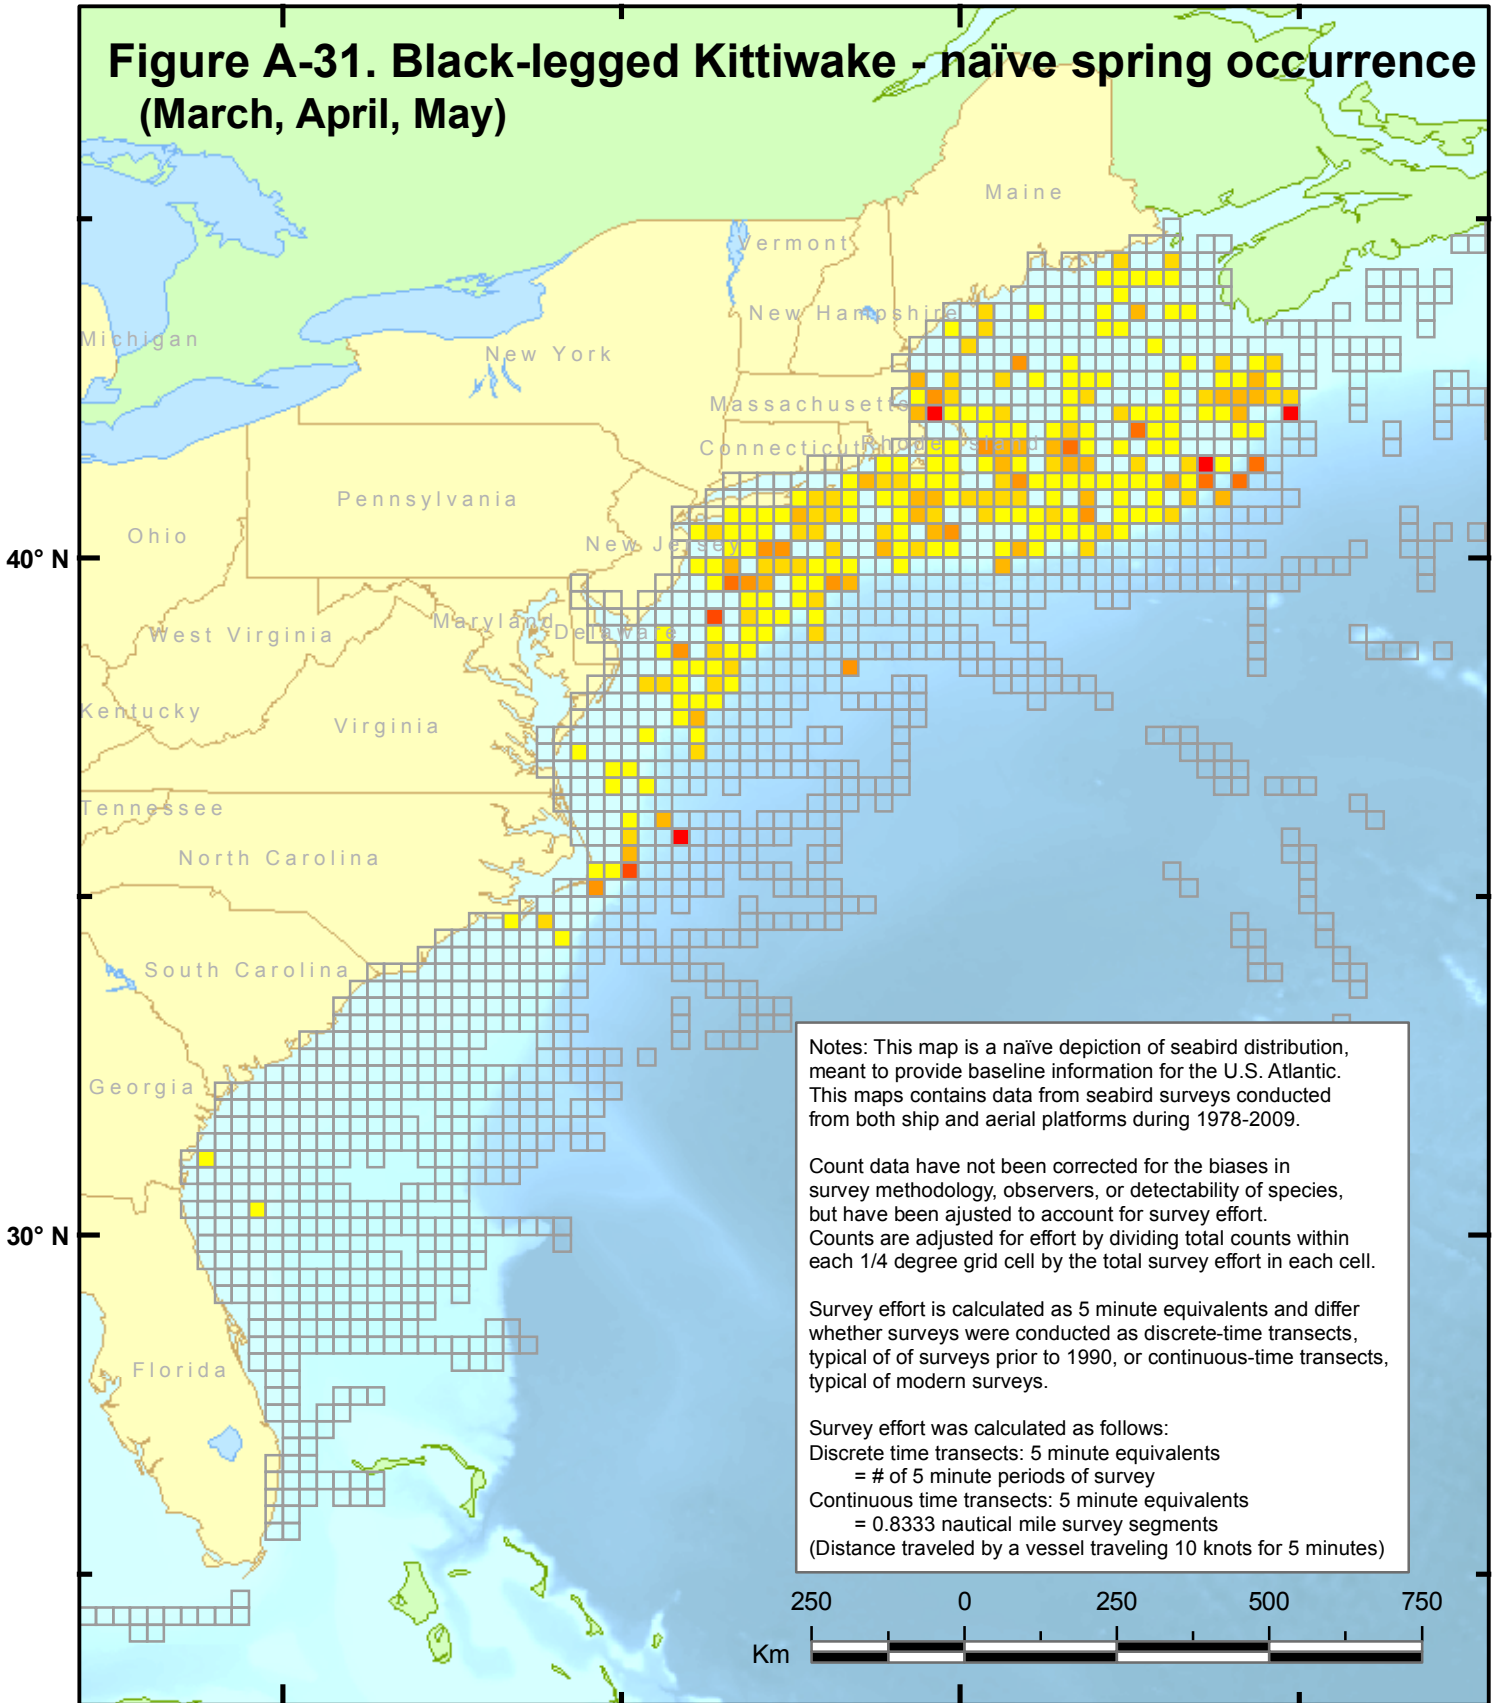 Figure A-31. Black-legged Kittiwake - naïve spring occurrence
(March, April, May)
Maine
Vermont
New Hampshire
Michigan
New York
Massachusetts
Connecticut
Rhode Island
Pennsylvania
Ohio
New Jersey
40° N
Maryland
Delaware
West Virginia
Kentucky
Virginia
Tennessee
North Carolina
South Carolina
Georgia
30° N
Florida
Notes: This map is a naïve depiction of seabird distribution,
meant to provide baseline information for the U.S. Atlantic.
This maps contains data from seabird surveys conducted
from both ship and aerial platforms during 1978-2009.
Count data have not been corrected for the biases in
survey methodology, observers, or detectability of species,
but have been ajusted to account for survey effort.
Counts are adjusted for effort by dividing total counts within
each 1/4 degree grid cell by the total survey effort in each cell.
Survey effort is calculated as 5 minute equivalents and differ
whether surveys were conducted as discrete-time transects,
typical of of surveys prior to 1990, or continuous-time transects,
typical of modern surveys.
Survey effort was calculated as follows:
Discrete time transects: 5 minute equivalents
= # of 5 minute periods of survey
Continuous time transects: 5 minute equivalents
= 0.8333 nautical mile survey segments
(Distance traveled by a vessel traveling 10 knots for 5 minutes)
250 0 250 500 750
Km